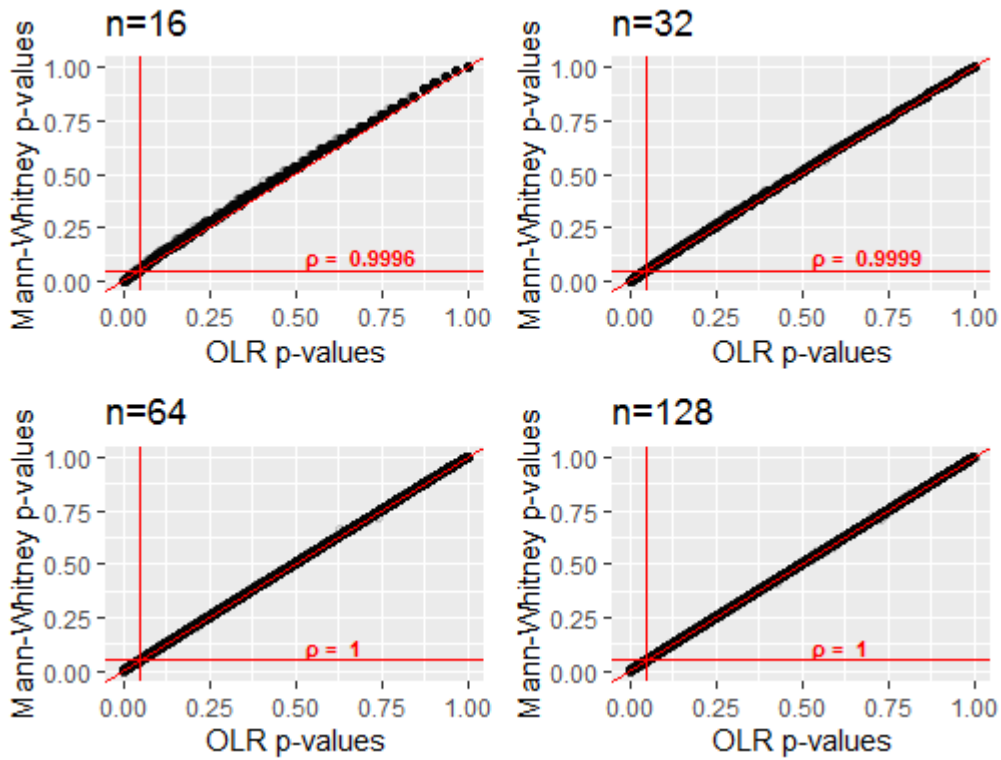 n=16
Mann-Whitney p-values
1.00
0.75
0.50
0.25
0.00
ρ = 0.9996
0.00 0.25 0.50 0.75 1.00
OLR p-values
n=32
Mann-Whitney p-values
1.00
0.75
0.50
0.25
0.00
ρ = 0.9999
0.00 0.25 0.50 0.75 1.00
OLR p-values
n=64
Mann-Whitney p-values
1.00
0.75
0.50
0.25
0.00
ρ = 1
0.00 0.25 0.50 0.75 1.00
OLR p-values
n=128
Mann-Whitney p-values
1.00
0.75
0.50
0.25
0.00
ρ = 1
0.00 0.25 0.50 0.75 1.00
OLR p-values